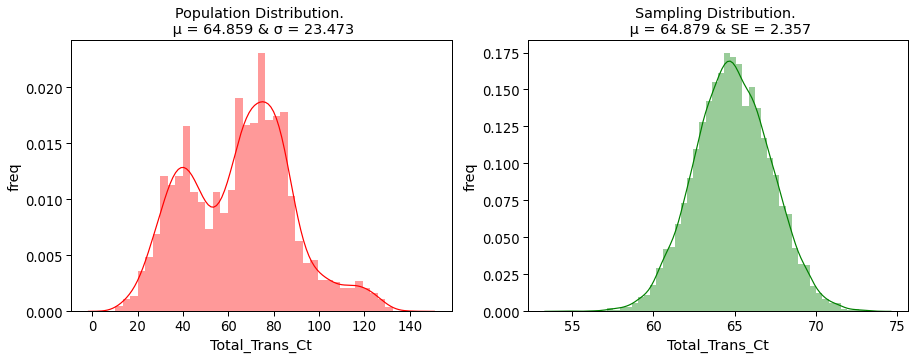 Population Distribution.
μ = 64.859 & σ = 23.473
freq
0.020
0.015
0.010
0.005
0.000
0 20 40 60 80 100 120 140
Total_Trans_Ct
Sampling Distribution.
μ = 64.879 & SE = 2.357
freq
0.175
0.150
0.125
0.100
0.075
0.050
0.025
0.000
55 60 65 70 75
Total_Trans_Ct